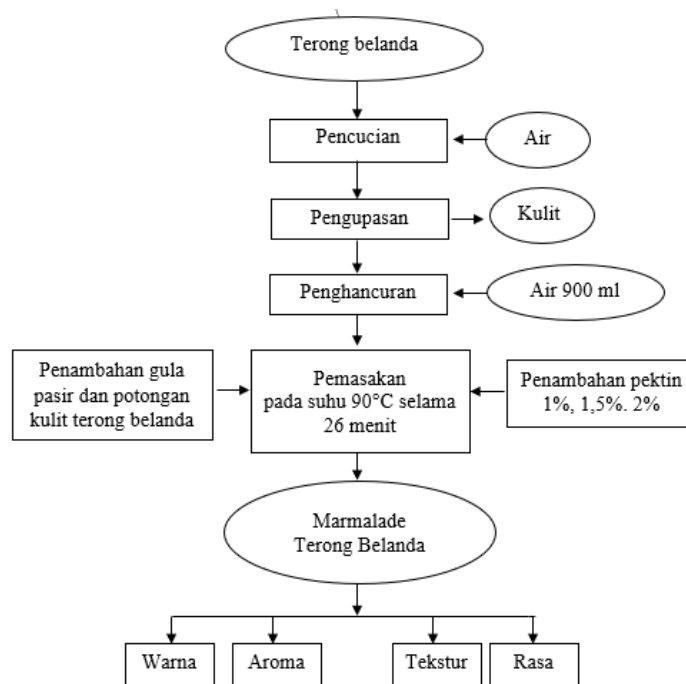 Terong belanda
Pencucian
Air
Pengupasan
Kulit
Penghancuran
Air 900 ml
Penambahan gula
pasir dan potongan
kulit terong belanda
Pemasakan
pada suhu 90°C selama
26 menit
Penambahan pektin
1%, 1,5%. 2%
Marmalade
Terong Belanda
Warna
Aroma
Tekstur
Rasa